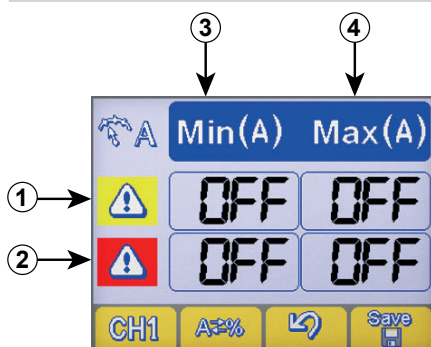 3 4
A Min(A) Max(A)
1 OFF OFF
2 OFF OFF
CH1 A⇄% Save